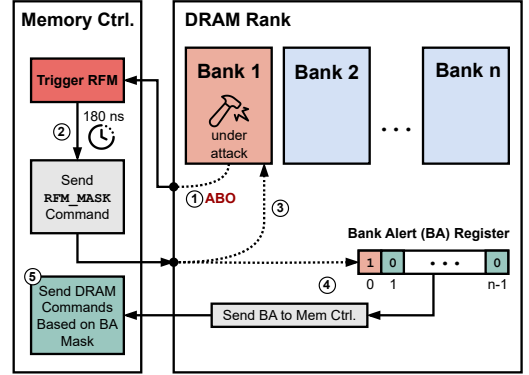 Memory Ctrl.
DRAM Rank
Trigger RFM
180 ns
②
Send
RFM_MASK
Command
Bank 1
under
attack
Bank 2
...
Bank n
① ABO
③
Bank Alert (BA) Register
1 0 ... 0
0 1 n-1
④
Send BA to Mem Ctrl.
⑤
Send DRAM
Commands
Based on BA
Mask